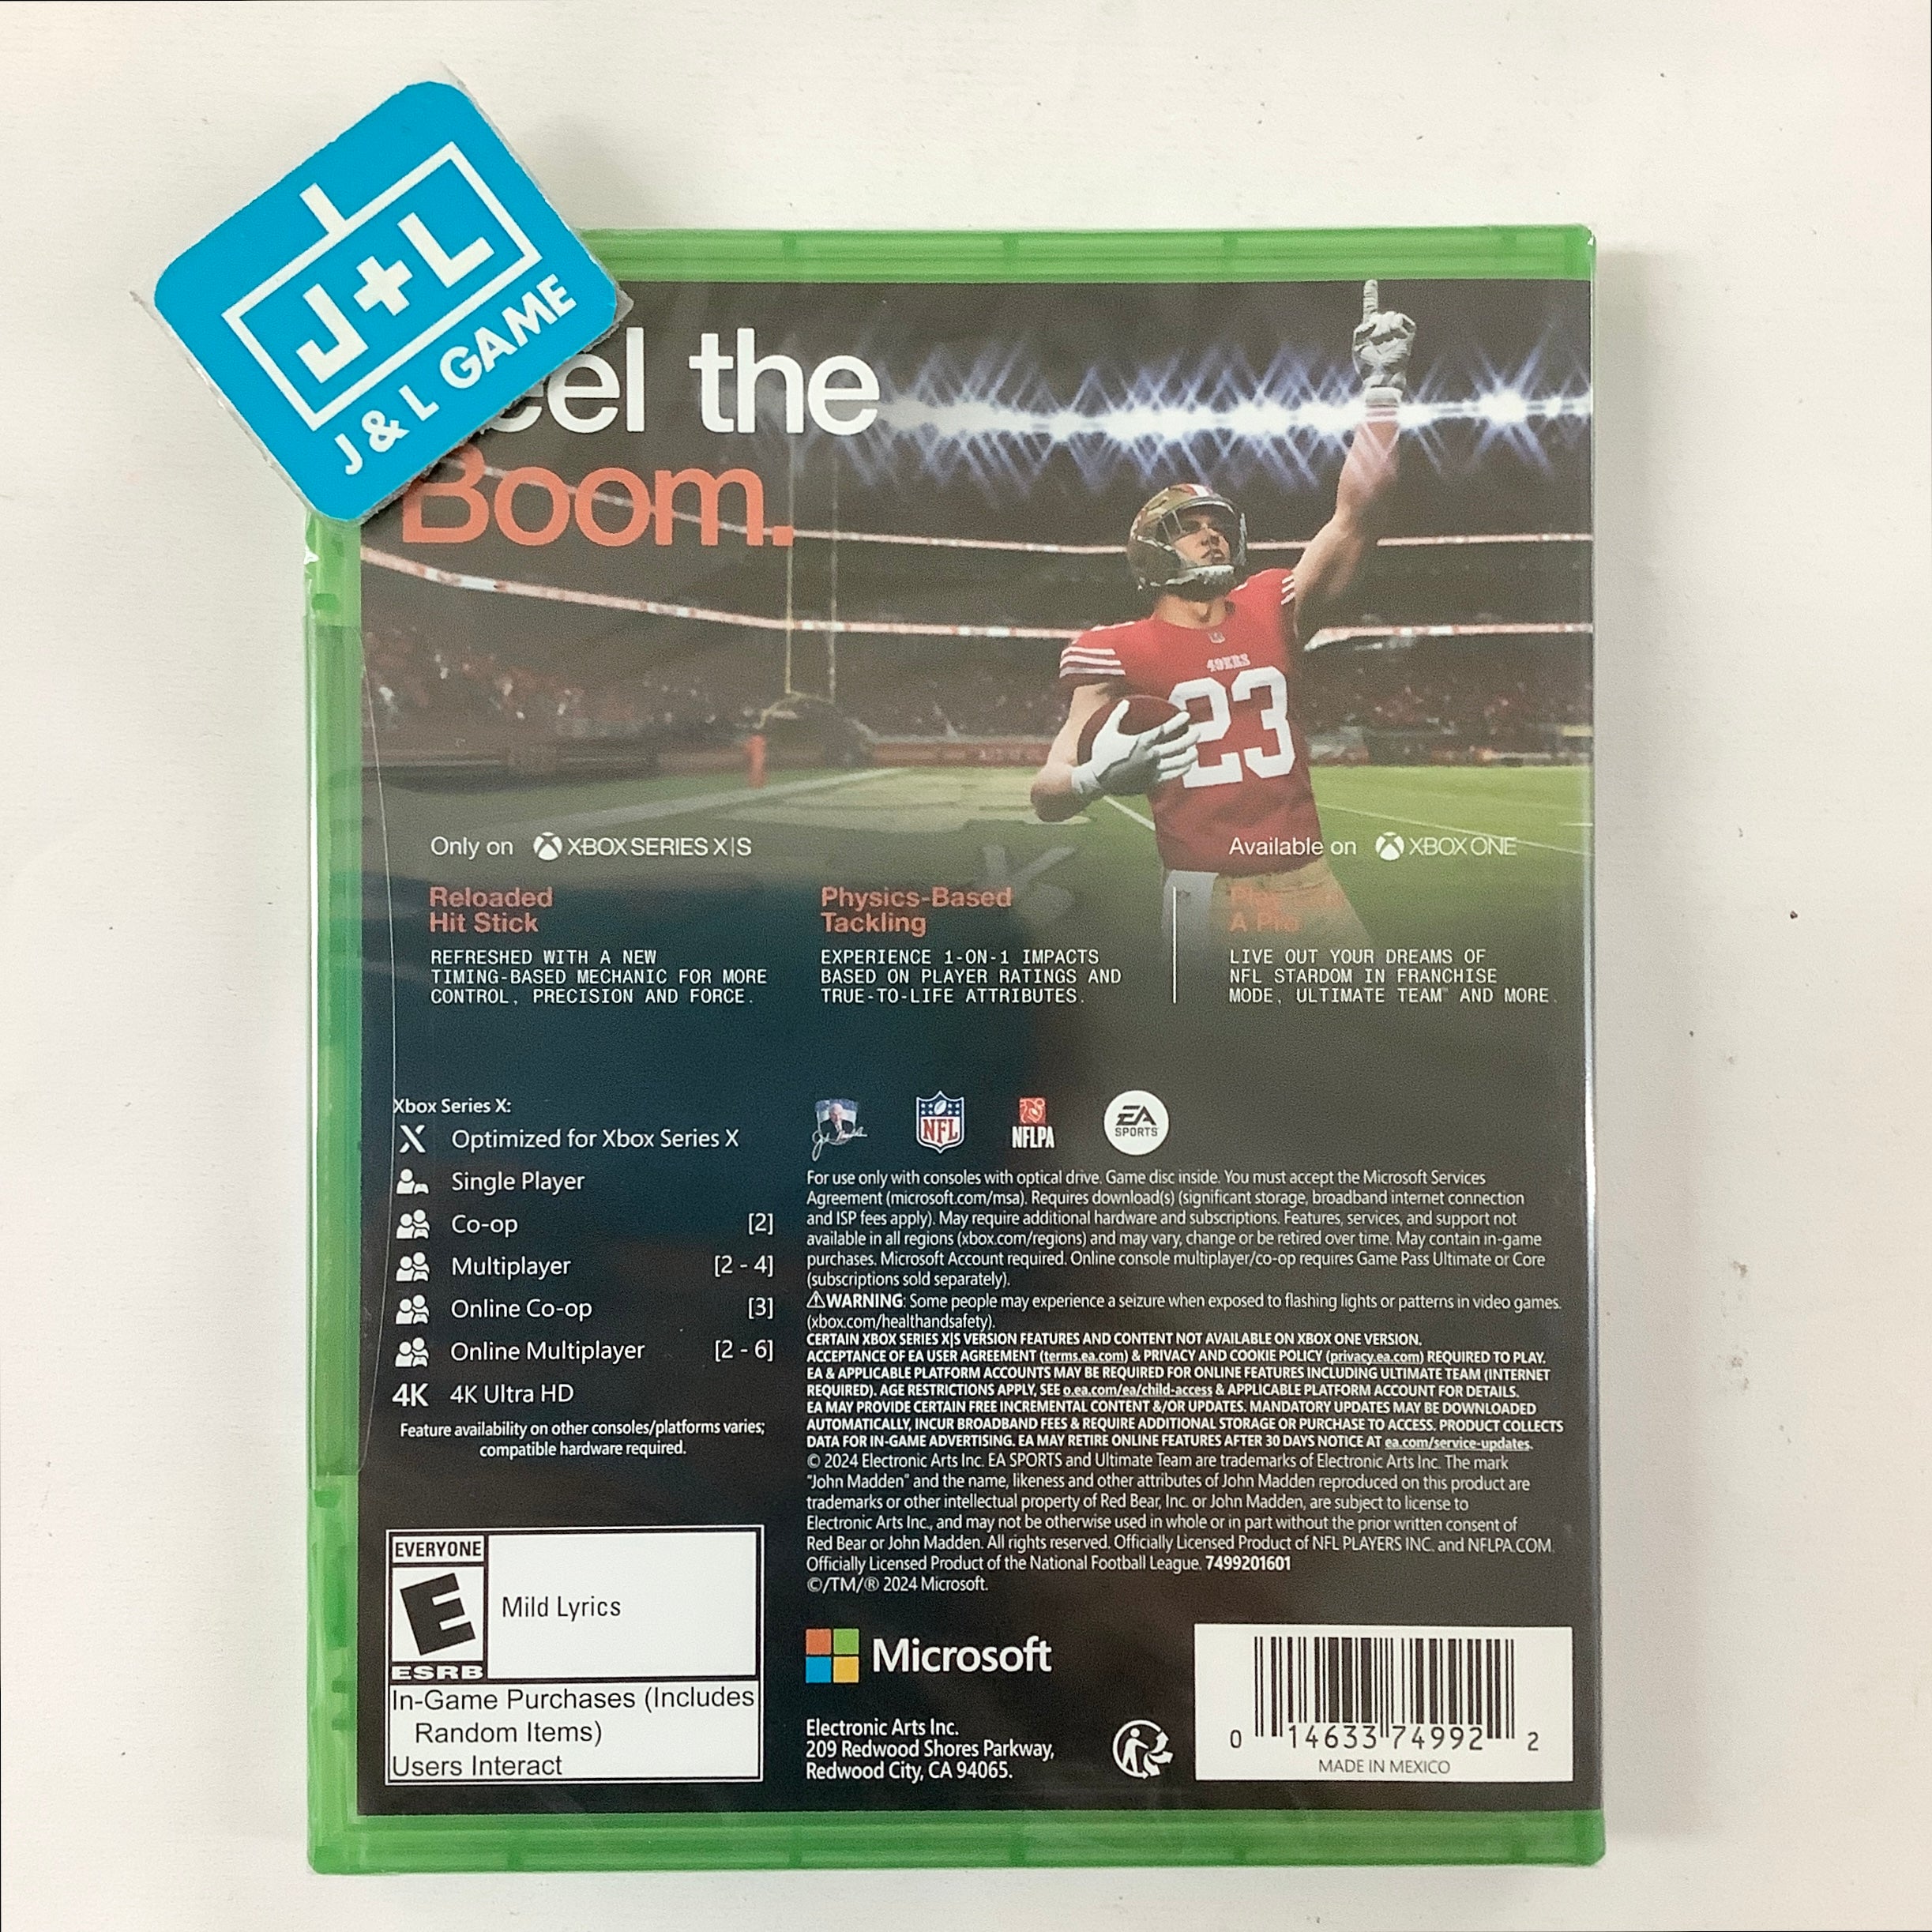 J+L
J & L GAME
eel the
Boom.
49ERS
23
Only on XBOX SERIES X|S
Available on XBOX ONE
Reloaded
Hit Stick
REFRESHED WITH A NEW
TIMING-BASED MECHANIC FOR MORE
CONTROL, PRECISION AND FORCE.
Physics-Based
Tackling
EXPERIENCE 1-ON-1 IMPACTS
BASED ON PLAYER RATINGS AND
TRUE-TO-LIFE ATTRIBUTES.
A Pro
LIVE OUT YOUR DREAMS OF
NFL STARDOM IN FRANCHISE
MODE, ULTIMATE TEAM™ AND MORE.
Xbox Series X:
X Optimized for Xbox Series X
Single Player
Co-op [2]
Multiplayer [2 - 4]
Online Co-op [3]
Online Multiplayer [2 - 6]
4K 4K Ultra HD
Feature availability on other consoles/platforms varies;
compatible hardware required.
NFL
NFLPA
EA
SPORTS
For use only with consoles with optical drive. Game disc inside. You must accept the Microsoft Services
Agreement (microsoft.com/msa). Requires download(s) (significant storage, broadband internet connection
and ISP fees apply). May require additional hardware and subscriptions. Features, services, and support not
available in all regions (xbox.com/regions) and may vary, change or be retired over time. May contain in-game
purchases. Microsoft Account required. Online console multiplayer/co-op requires Game Pass Ultimate or Core
(subscriptions sold separately).
⚠WARNING: Some people may experience a seizure when exposed to flashing lights or patterns in video games.
(xbox.com/healthandsafety).
CERTAIN XBOX SERIES X|S VERSION FEATURES AND CONTENT NOT AVAILABLE ON XBOX ONE VERSION.
ACCEPTANCE OF EA USER AGREEMENT (terms.ea.com) & PRIVACY AND COOKIE POLICY (privacy.ea.com) REQUIRED TO PLAY.
EA & APPLICABLE PLATFORM ACCOUNTS MAY BE REQUIRED FOR ONLINE FEATURES INCLUDING ULTIMATE TEAM (INTERNET
REQUIRED). AGE RESTRICTIONS APPLY, SEE o.ea.com/ea/child-access & APPLICABLE PLATFORM ACCOUNT FOR DETAILS.
EA MAY PROVIDE CERTAIN FREE INCREMENTAL CONTENT &/OR UPDATES. MANDATORY UPDATES MAY BE DOWNLOADED
AUTOMATICALLY, INCUR BROADBAND FEES & REQUIRE ADDITIONAL STORAGE OR PURCHASE TO ACCESS. PRODUCT COLLECTS
DATA FOR IN-GAME ADVERTISING. EA MAY RETIRE ONLINE FEATURES AFTER 30 DAYS NOTICE AT ea.com/service-updates.
© 2024 Electronic Arts Inc. EA SPORTS and Ultimate Team are trademarks of Electronic Arts Inc. The mark
"John Madden" and the name, likeness and other attributes of John Madden reproduced on this product are
trademarks or other intellectual property of Red Bear, Inc. or John Madden, are subject to license to
Electronic Arts Inc., and may not be otherwise used in whole or in part without the prior written consent of
Red Bear or John Madden. All rights reserved. Officially Licensed Product of NFL PLAYERS INC. and NFLPA.COM.
Officially Licensed Product of the National Football League. 7499201601
©/TM/® 2024 Microsoft.
EVERYONE
E
ESRB
Mild Lyrics
In-Game Purchases (Includes
Random Items)
Users Interact
Microsoft
Electronic Arts Inc.
209 Redwood Shores Parkway,
Redwood City, CA 94065.
0 14633 74992 2
MADE IN MEXICO